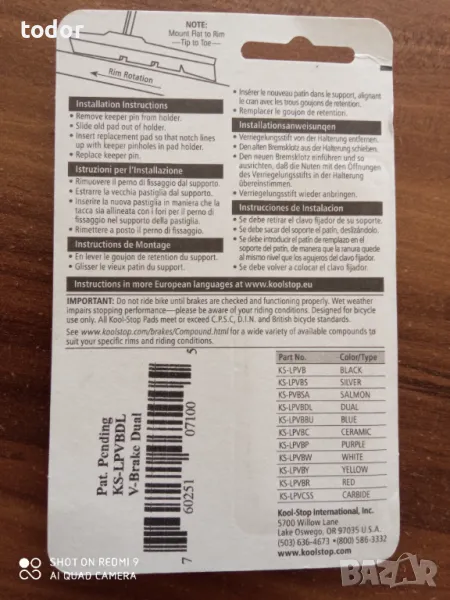 todor
NOTE:
Mount Flat to Rim
—Tip to Toe—
Rim Rotation
Installation Instructions
• Remove keeper pin from holder.
• Slide old pad out of holder.
• Insert replacement pad so that notch lines
up with keeper pinholes in pad holder.
• Replace keeper pin.
Istruzioni per l'Installazione
• Rimuovere il perno di fissaggio dal supporto.
• Estrarre la vecchia pastiglia dal supporto.
• Inserire la nuova pastiglia in maniera che la
tacca sia allineata con i fori per il perno di
fissaggio nel supporto della pastiglia.
• Rimettere a posto il perno di fissaggio.
Instructions de Montage
• En lever le goujon de retention du support.
• Glisser le vieux patin du support.
• Insérer le nouveau patin dans le support, alignant
le cran avec les trous goujons de retention.
• Remplacer le goujon de retention.
Installationsanweisungen
• Verriegelungsstift von der Halterung entfernen.
• Den alten Bremsklotz aus der Halterung schieben.
• Den neuen Bremsklotz einführen und so
ausrichten, daß die Nuten mit den Öffnungen
des Verriegelungsstifts in der Halterung
übereinstimmen.
• Verriegelungsstift wieder anbringen.
Instrucciones de Instalacion
• Se debe retirar el clavo fijador de su soporte.
• Se debe sacar del soporte el patín, deslizándolo.
• Se debe introducir el patín de remplazo en el
soporte del patín, de manera que la ranura quede
al mismo nivel que los agujeros del clavo fijador.
• Se debe volver a colocar el clavo fijador.
Instructions in more European languages at www.koolstop.eu
IMPORTANT: Do not ride bike until brakes are checked and functioning properly. Wet weather
impairs stopping performance—please be aware of your riding conditions. Designed for bicycle
use only. All Kool-Stop Pads meet or exceed C.P.S.C, D.I.N. and British bicycle standards.
See www.koolstop.com/brakes/Compound.html for a wide variety of available compounds to
suit your specific rims and riding conditions.
Pat. Pending
KS-LPVBDL
V-Brake Dual
7 60251 07100 5
Part No. Color/Type
KS-LPVB BLACK
KS-LPVBS SILVER
KS-PVBSA SALMON
KS-LPVBDL DUAL
KS-LPVBBU BLUE
KS-LPVBC CERAMIC
KS-LPVBP PURPLE
KS-LPVBW WHITE
KS-LPVBY YELLOW
KS-LPVBR RED
KS-LPVCSS CARBIDE
Kool-Stop International, Inc.
5700 Willow Lane
Lake Oswego, OR 97035 U.S.A.
(503) 636-4673 •(800) 586-3332
www.koolstop.com
SHOT ON REDMI 9
AI QUAD CAMERA
BAZAR